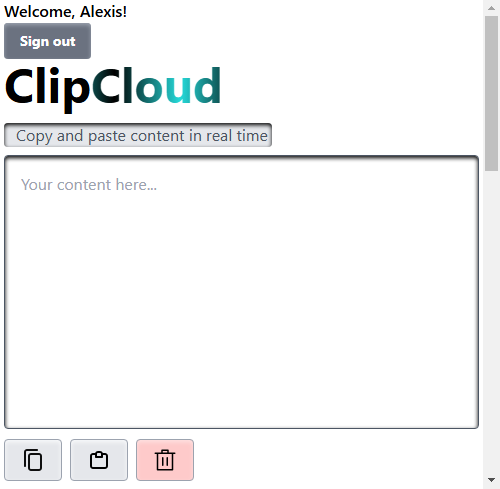 Welcome, Alexis!
Sign out
ClipCloud
Copy and paste content in real time
Your content here...